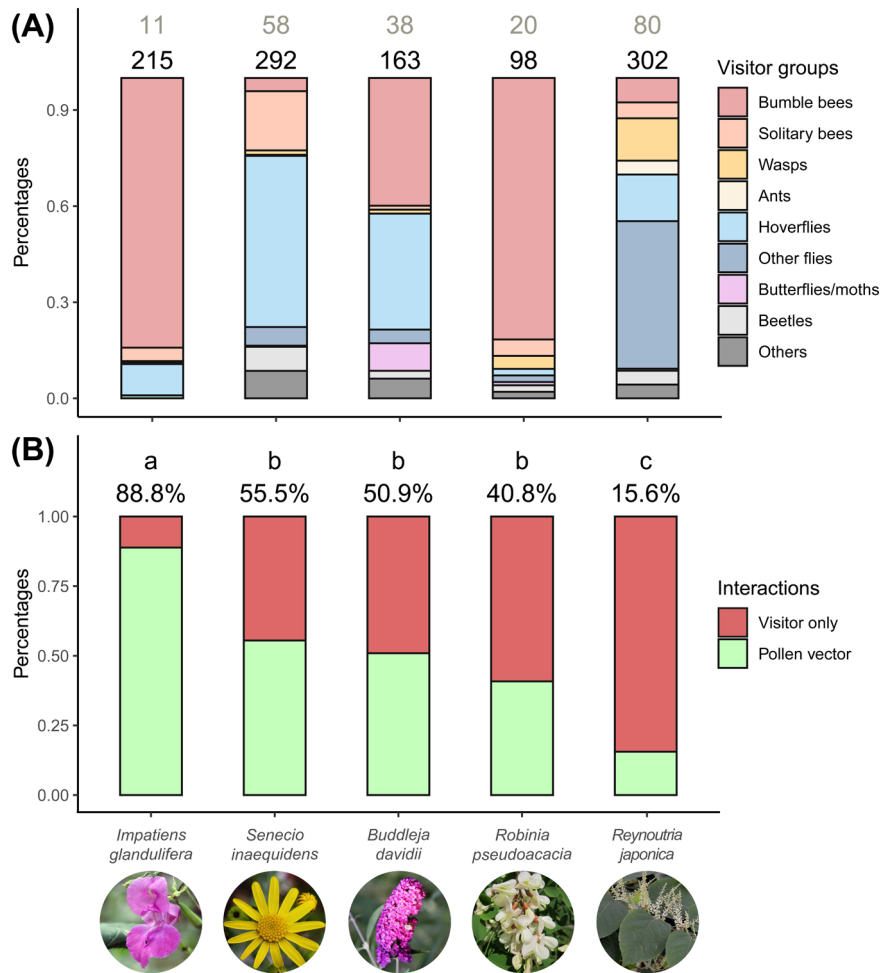 (A)
11 58 38 20 80
215 292 163 98 302
Percentages
0.9
0.6
0.3
0.0
Visitor groups
Bumble bees
Solitary bees
Wasps
Ants
Hoverflies
Other flies
Butterflies/moths
Beetles
Others
(B)
a b b b c
88.8% 55.5% 50.9% 40.8% 15.6%
Percentages
1.00
0.75
0.50
0.25
0.00
Interactions
Visitor only
Pollen vector
Impatiens
glandulifera
Senecio
inaequidens
Buddleja
davidii
Robinia
pseudoacacia
Reynoutria
japonica